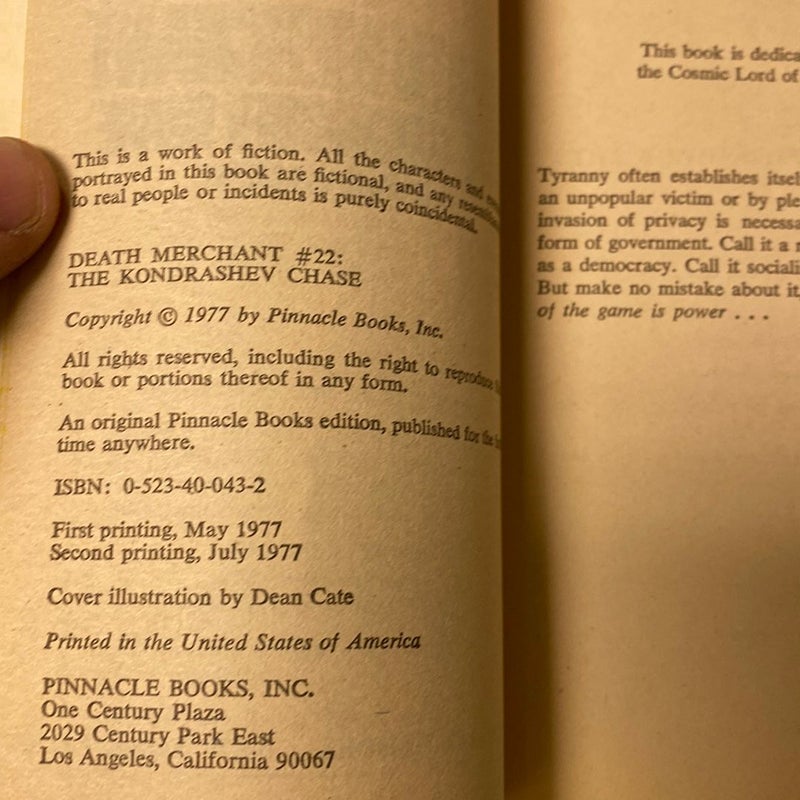 This is a work of fiction. All the characters and
portrayed in this book are fictional, and any
to real people or incidents is purely coincidental.
DEATH MERCHANT #22:
THE KONDRASHEV CHASE
Copyright © 1977 by Pinnacle Books, Inc.
All rights reserved, including the right to reproduce
book or portions thereof in any form.
An original Pinnacle Books edition, published for the
time anywhere.
ISBN: 0-523-40-043-2
First printing, May 1977
Second printing, July 1977
Cover illustration by Dean Cate
Printed in the United States of America
PINNACLE BOOKS, INC.
One Century Plaza
2029 Century Park East
Los Angeles, California 90067
This book is
the Cosmic Lord of
Tyranny often establishes
an unpopular victim or by
invasion of privacy is
form of government. Call it a
as a democracy. Call it
But make no mistake about it
of the game is power . . .